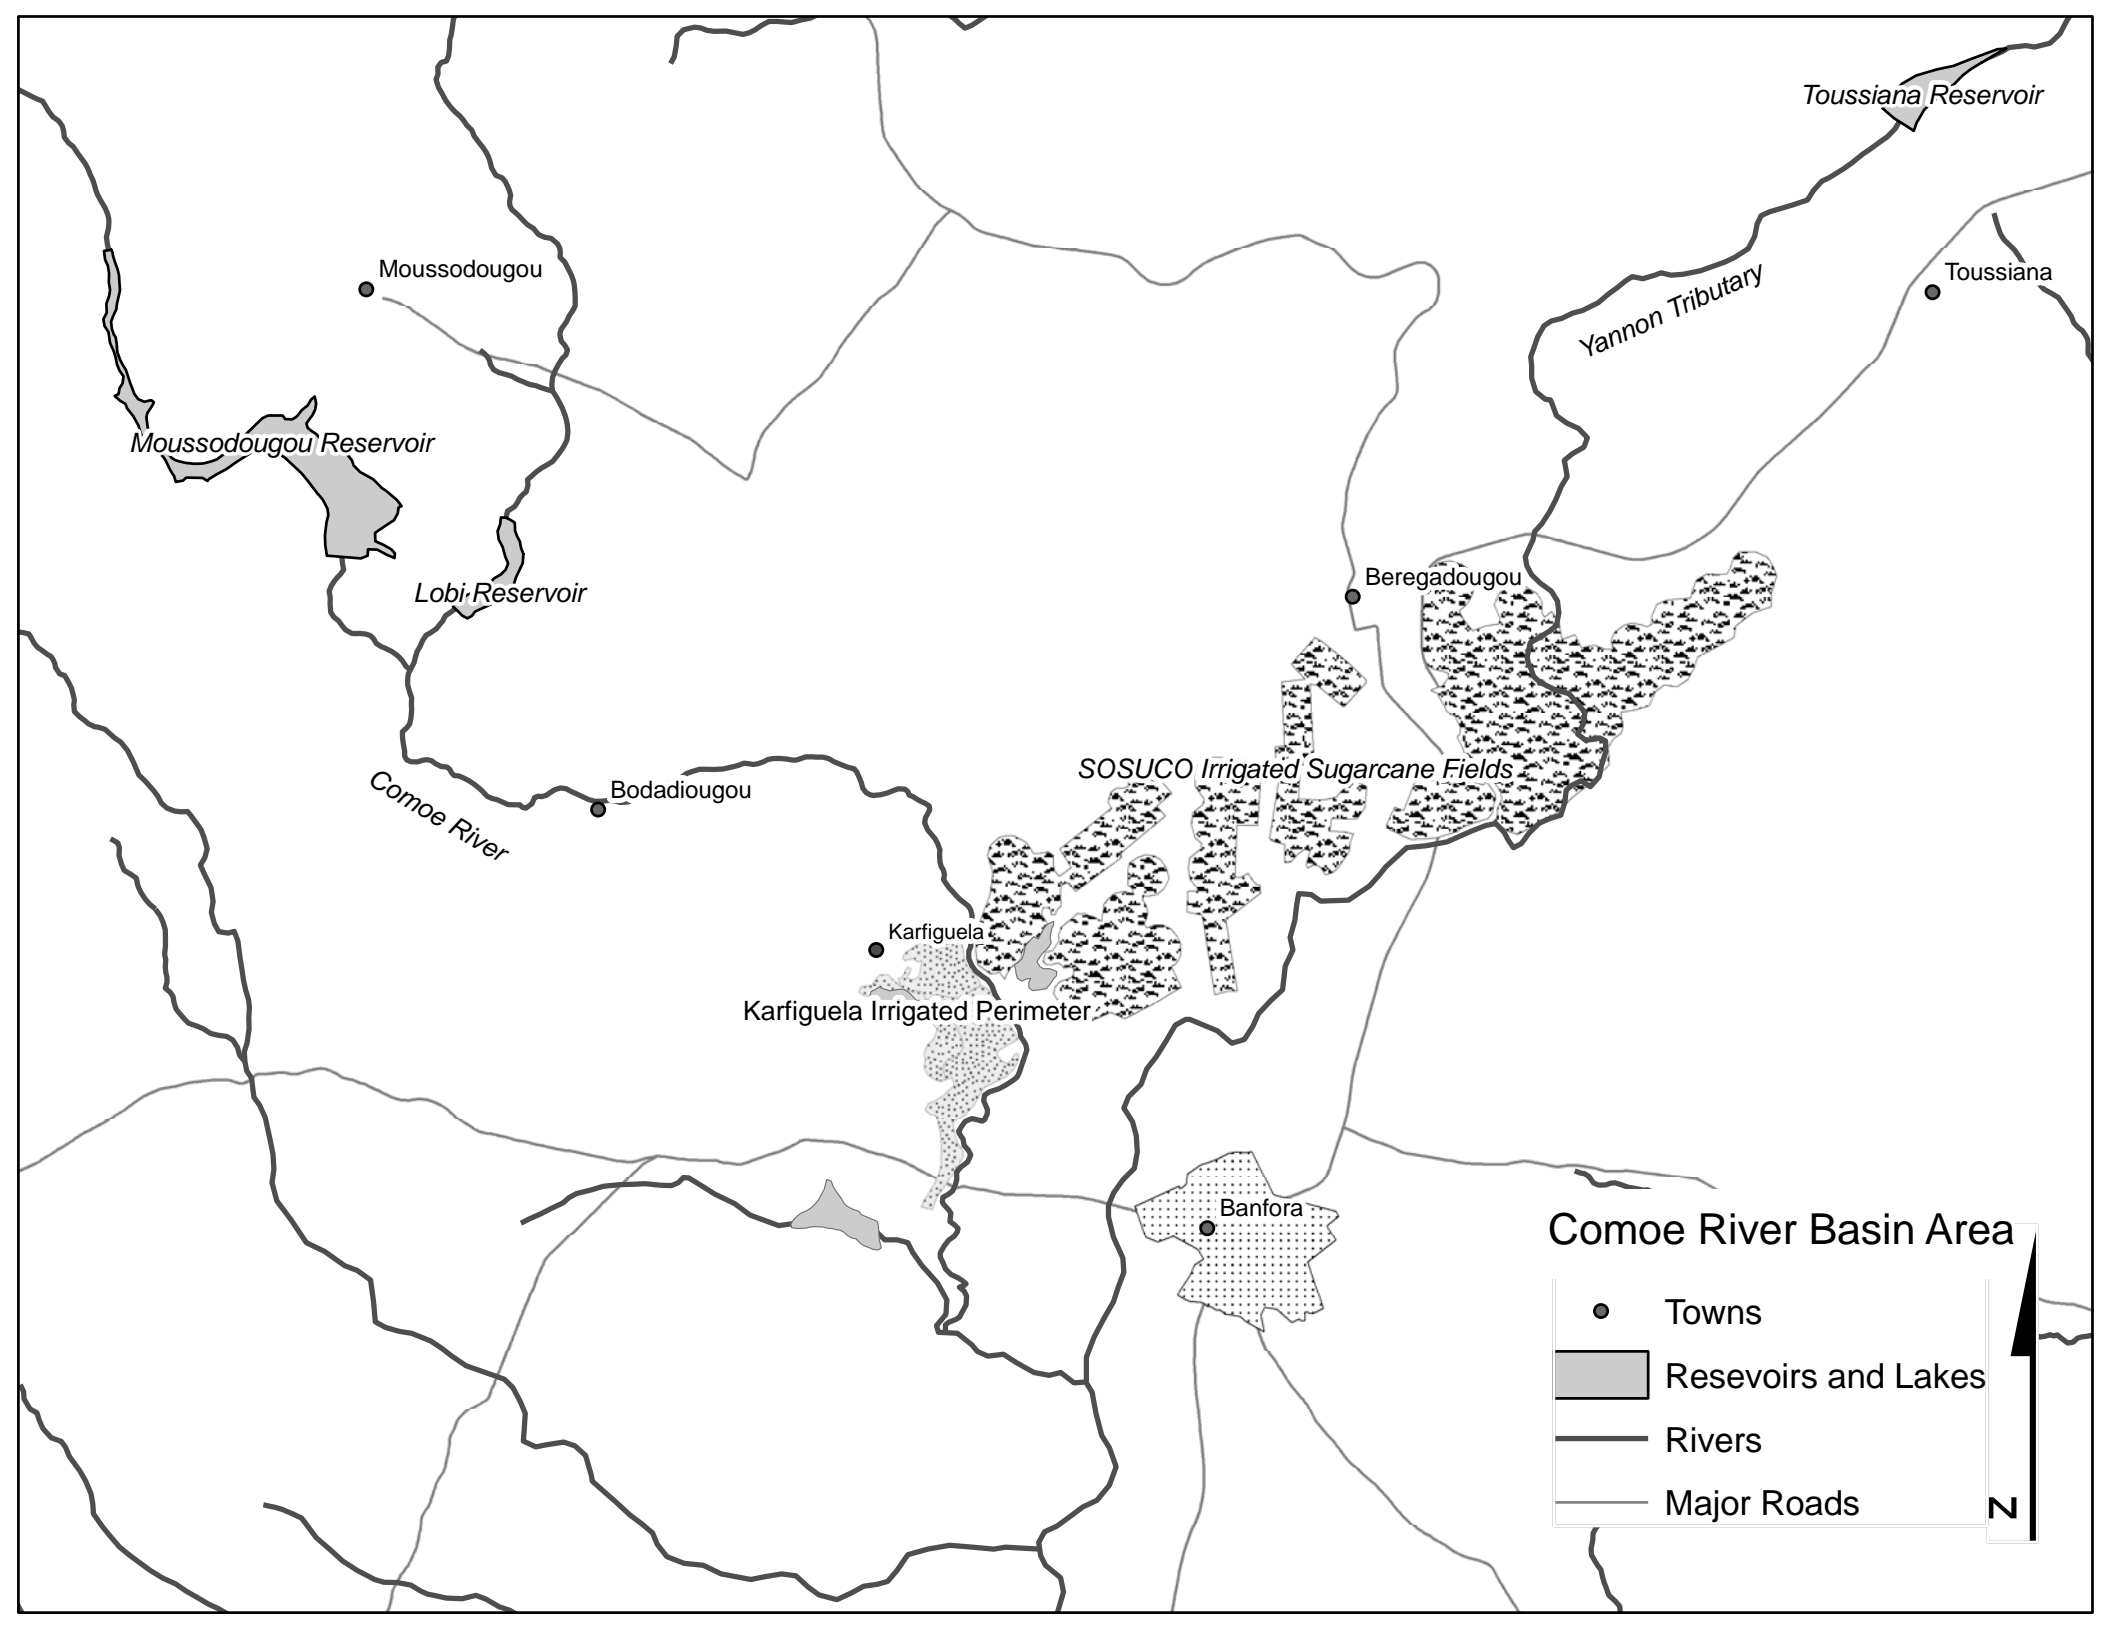 Toussiana Reservoir
Moussodougou
Toussiana
Yannon Tributary
Moussodougou Reservoir
Lobi Reservoir
Beregadougou
SOSUCO Irrigated Sugarcane Fields
Bodadiougou
Comoe River
Karfiguela
Karfiguela Irrigated Perimeter
Banfora
Comoe River Basin Area
Towns
Resevoirs and Lakes
Rivers
Major Roads
N